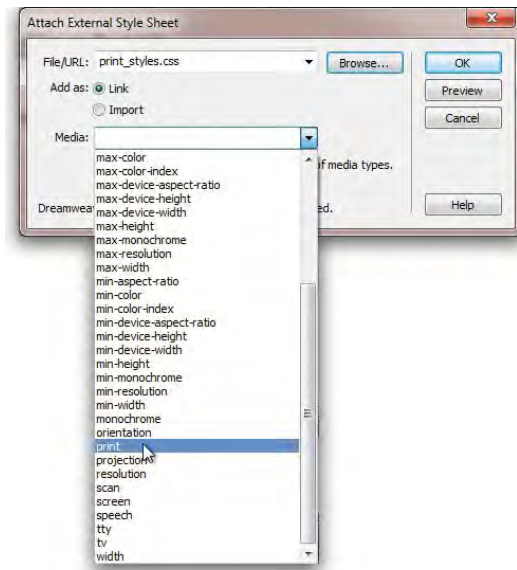 Attach External Style Sheet
File/URL: print_styles.css Browse... OK
Add as: Link Preview
Import Cancel
Media:
max-color
max-color-index of media types.
max-device-aspect-ratio
max-device-height
Dreamwea max-device-width ed. Help
max-height
max-monochrome
max-resolution
max-width
min-aspect-ratio
min-color
min-color-index
min-device-aspect-ratio
min-device-height
min-device-width
min-height
min-monochrome
min-resolution
min-width
monochrome
orientation
print
projection
resolution
scan
screen
speech
tty
tv
width